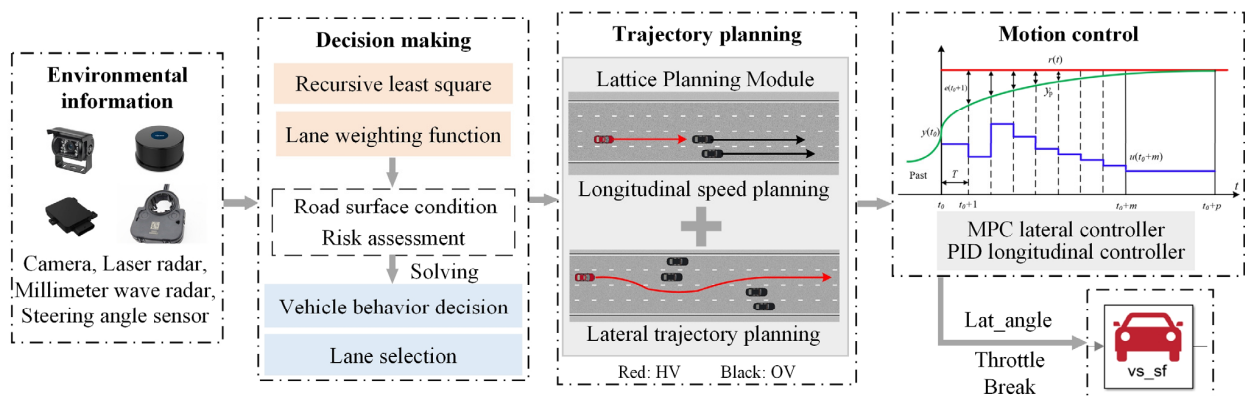 Environmental
information
Camera, Laser radar,
Millimeter wave radar,
Steering angle sensor
Decision making
Recursive least square
Lane weighting function
Road surface condition
Risk assessment
Solving
Vehicle behavior decision
Lane selection
Trajectory planning
Lattice Planning Module
Longitudinal speed planning
Lateral trajectory planning
Red: HV Black: OV
Motion control
r(t)
e(t₀+1)
yₚ
y(t₀)
u(t₀+m)
Past
T
t
t₀ t₀+1 t₀+m t₀+p
MPC lateral controller
PID longitudinal controller
Lat_angle
Throttle
Break
vs_sf